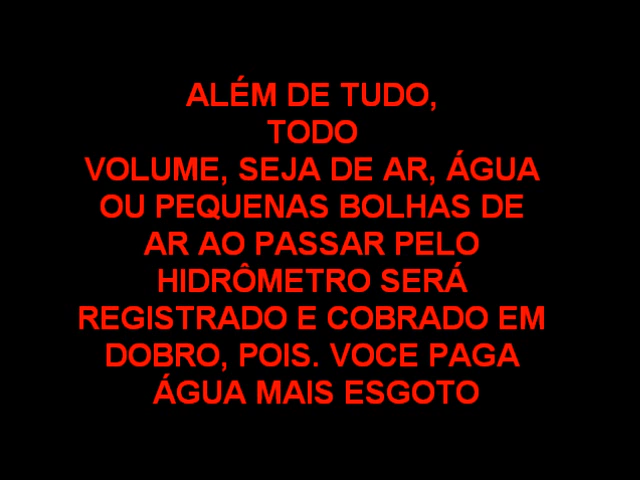 ALÉM DE TUDO,
TODO
VOLUME, SEJA DE AR, ÁGUA
OU PEQUENAS BOLHAS DE
AR AO PASSAR PELO
HIDRÔMETRO SERÁ
REGISTRADO E COBRADO EM
DOBRO, POIS. VOCE PAGA
ÁGUA MAIS ESGOTO